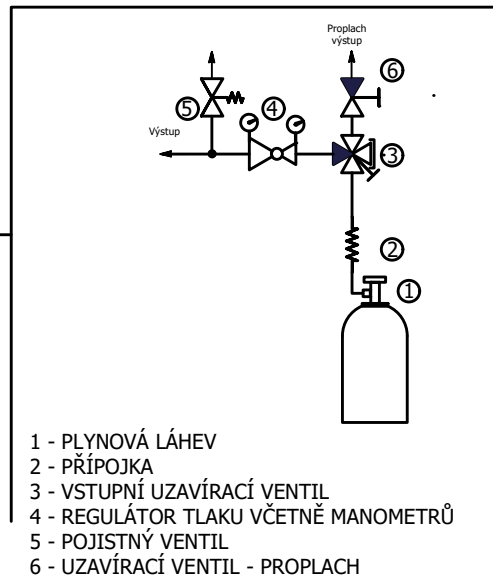 Proplach
výstup
6
5
4
Výstup
3
2
1
1 - PLYNOVÁ LÁHEV
2 - PŘÍPOJKA
3 - VSTUPNÍ UZAVÍRACÍ VENTIL
4 - REGULÁTOR TLAKU VČETNĚ MANOMETRŮ
5 - POJISTNÝ VENTIL
6 - UZAVÍRACÍ VENTIL - PROPLACH